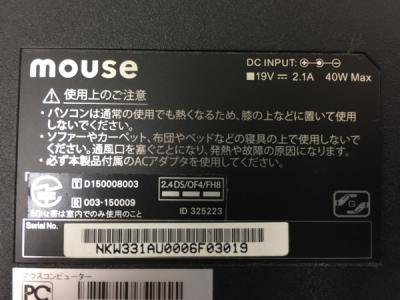 mouse
DC INPUT:
■19V 2.1A 40W Max
使用上のご注意
・パソコンは通常の使用でも熱くなるため、膝の上などに置いて使用
しないでください。
・ソファーやカーペット、布団やベッドなどの寝具の上で使用しない
でください。通風口を塞ぐことになり、発熱や故障の原因になります。
・必ず本製品付属のACアダプタを使用してください。
T D150008003
2.4DS/OF4/FH8
R 003-150009
ID 325223
5GHz帯は室内でのみ使用のこと
G
Serial No.
NKW331AU0006F03019
マウスコンピューター
PC